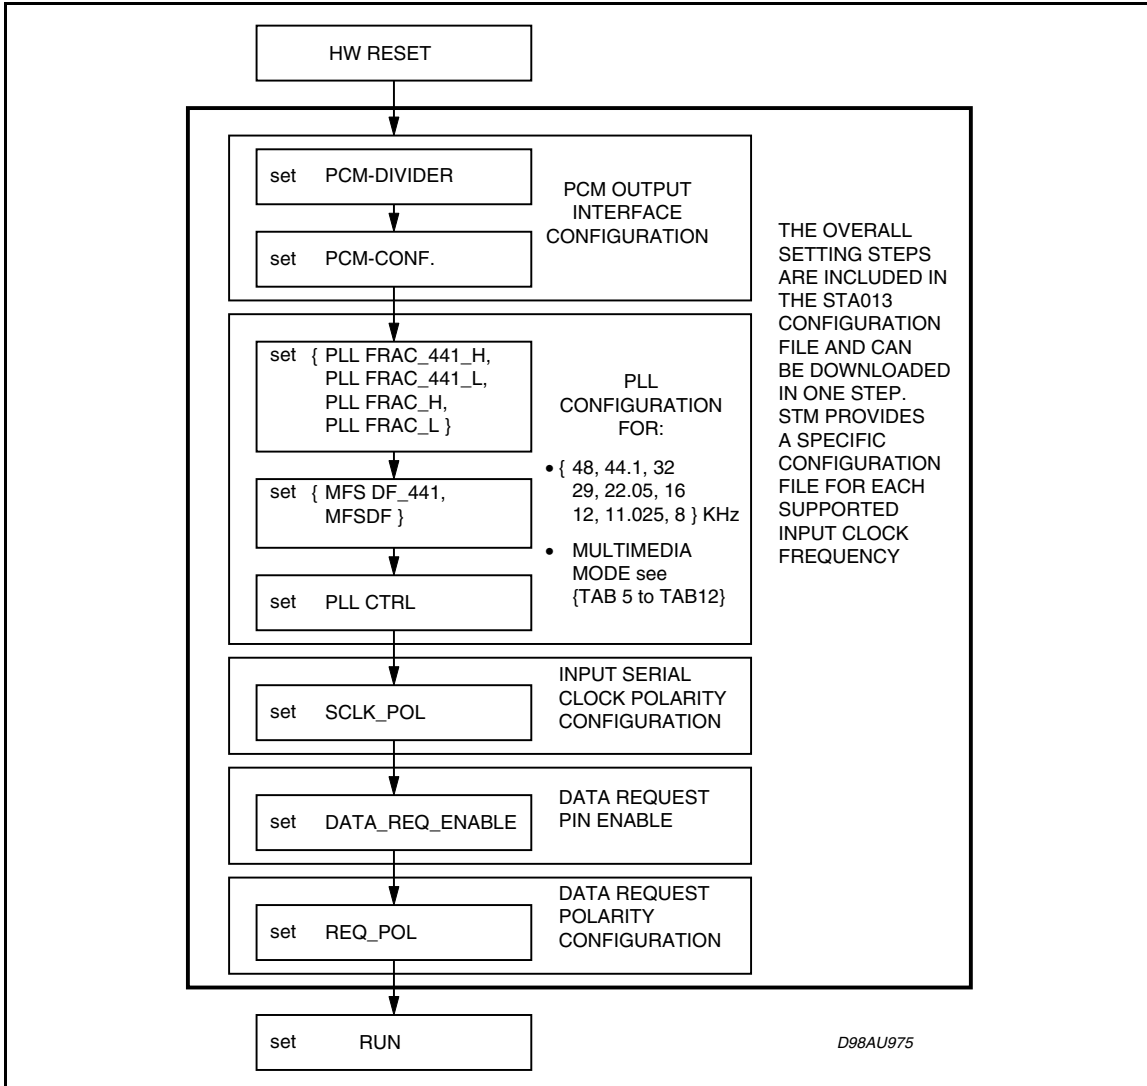 HW RESET
set PCM-DIVIDER
set PCM-CONF.
PCM OUTPUT
INTERFACE
CONFIGURATION
set { PLL FRAC_441_H,
PLL FRAC_441_L,
PLL FRAC_H,
PLL FRAC_L }
set { MFS DF_441,
MFSDF }
set PLL CTRL
PLL
CONFIGURATION
FOR:
• { 48, 44.1, 32
29, 22.05, 16
12, 11.025, 8 } KHz
• MULTIMEDIA
MODE see
{TAB 5 to TAB12}
set SCLK_POL
INPUT SERIAL
CLOCK POLARITY
CONFIGURATION
set DATA_REQ_ENABLE
DATA REQUEST
PIN ENABLE
set REQ_POL
DATA REQUEST
POLARITY
CONFIGURATION
THE OVERALL
SETTING STEPS
ARE INCLUDED IN
THE STA013
CONFIGURATION
FILE AND CAN
BE DOWNLOADED
IN ONE STEP.
STM PROVIDES
A SPECIFIC
CONFIGURATION
FILE FOR EACH
SUPPORTED
INPUT CLOCK
FREQUENCY
set RUN
D98AU975